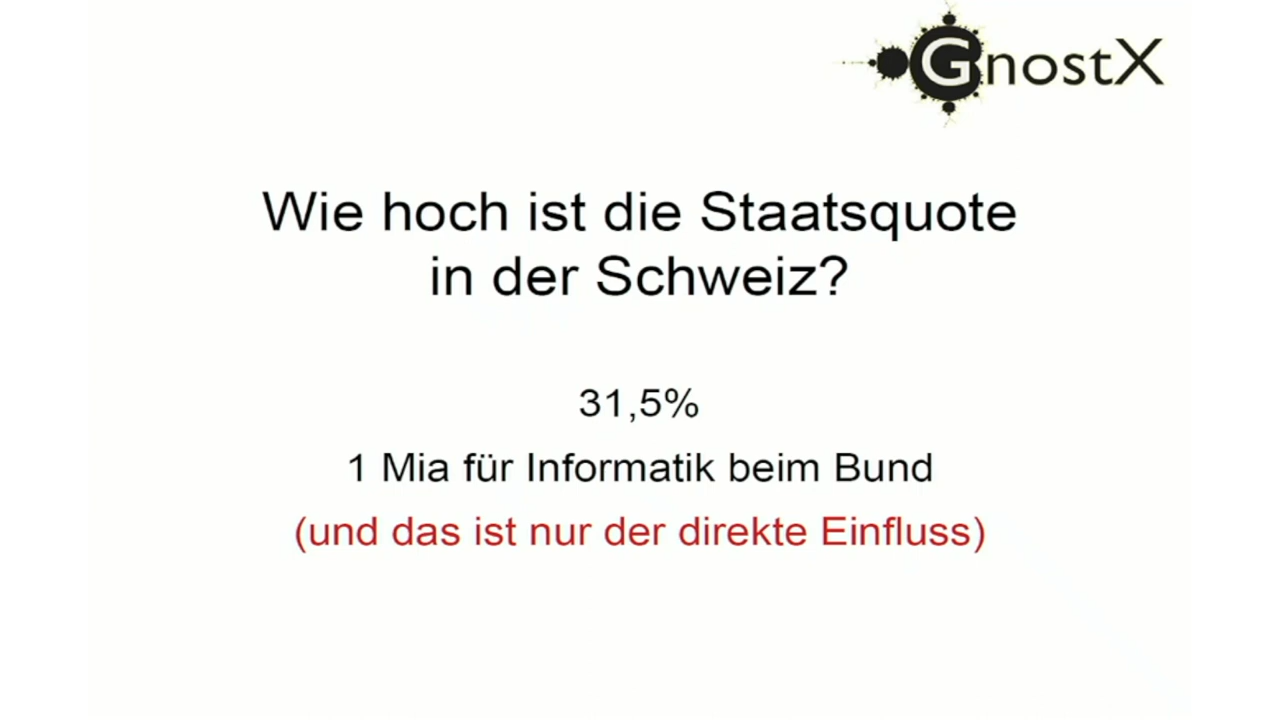 GnostX
Wie hoch ist die Staatsquote
in der Schweiz?
31,5%
1 Mia für Informatik beim Bund
(und das ist nur der direkte Einfluss)